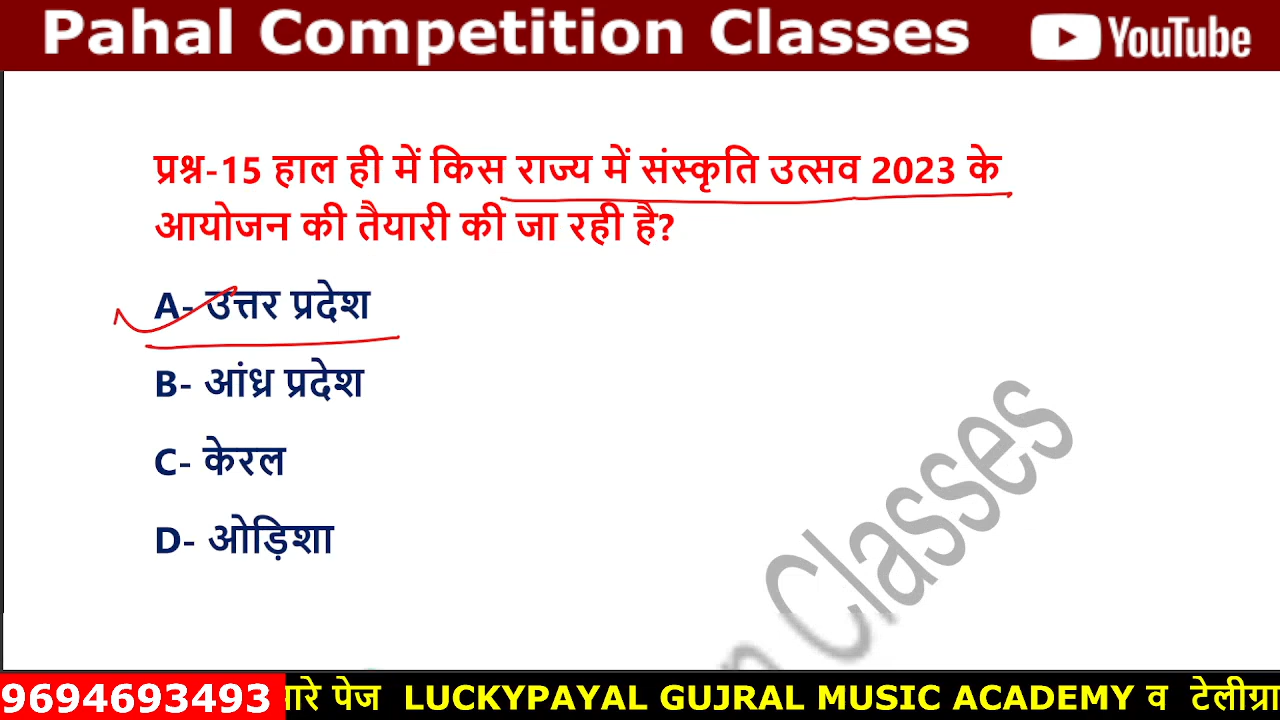 Pahal Competition Classes
YouTube
प्रश्न-15 हाल ही में किस राज्य में संस्कृति उत्सव 2023 के
आयोजन की तैयारी की जा रही है?
A- उत्तर प्रदेश
B- आंध्र प्रदेश
C- केरल
D- ओड़िशा
Classes
9694693493 पेज LUCKYPAYAL GUJRAL MUSIC ACADEMY व